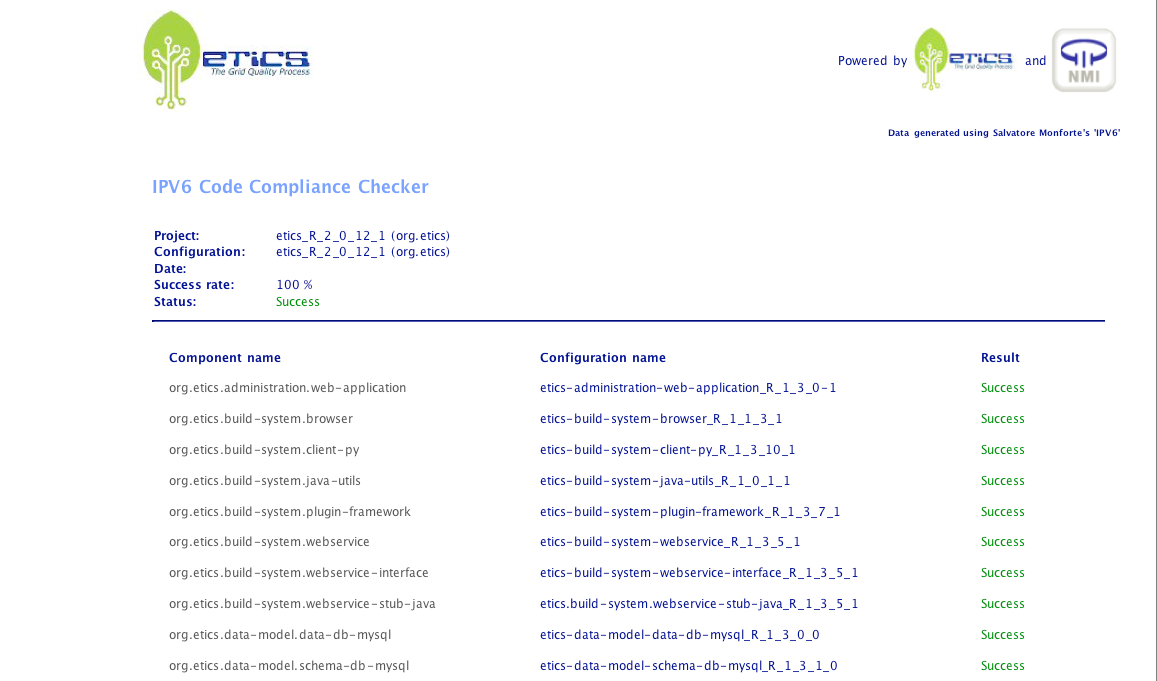 eTICS
The Grid Quality Process
Powered by eTICS The Grid Quality Process and NMI
Data generated using Salvatore Monforte's 'IPV6'
IPV6 Code Compliance Checker
Project: etics_R_2_0_12_1 (org.etics)
Configuration: etics_R_2_0_12_1 (org.etics)
Date:
Success rate: 100 %
Status: Success
Component name Configuration name Result
org.etics.administration.web-application etics-administration-web-application_R_1_3_0-1 Success
org.etics.build-system.browser etics-build-system-browser_R_1_1_3_1 Success
org.etics.build-system.client-py etics-build-system-client-py_R_1_3_10_1 Success
org.etics.build-system.java-utils etics-build-system-java-utils_R_1_0_1_1 Success
org.etics.build-system.plugin-framework etics-build-system-plugin-framework_R_1_3_7_1 Success
org.etics.build-system.webservice etics-build-system-webservice_R_1_3_5_1 Success
org.etics.build-system.webservice-interface etics-build-system-webservice-interface_R_1_3_5_1 Success
org.etics.build-system.webservice-stub-java etics.build-system.webservice-stub-java_R_1_3_5_1 Success
org.etics.data-model.data-db-mysql etics-data-model-data-db-mysql_R_1_3_0_0 Success
org.etics.data-model.schema-db-mysql etics-data-model-schema-db-mysql_R_1_3_1_0 Success